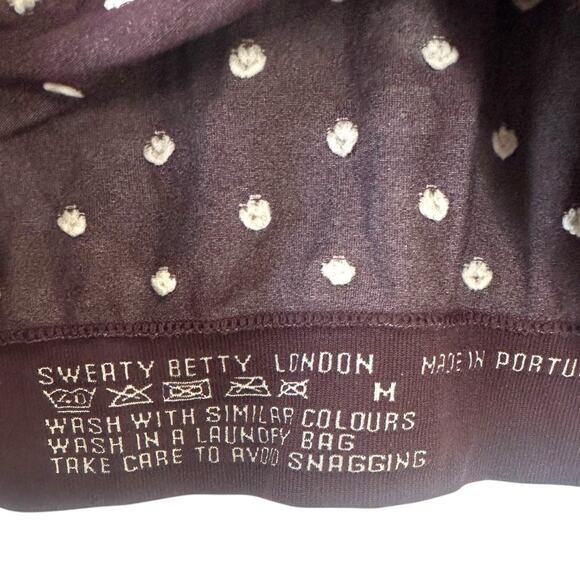 SWEATY BETTY LONDON MADE IN PORTU
M
WASH WITH SIMILAR COLOURS
WASH IN A LAUNDRY BAG
TAKE CARE TO AVOID SNAGGING